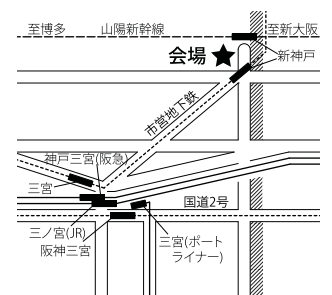 至博多 山陽新幹線 至新大阪
会場
新神戸
市営地下鉄
神戸三宮(阪急)
三宮
国道2号
三ノ宮(JR)
阪神三宮
三宮(ポート
ライナー)